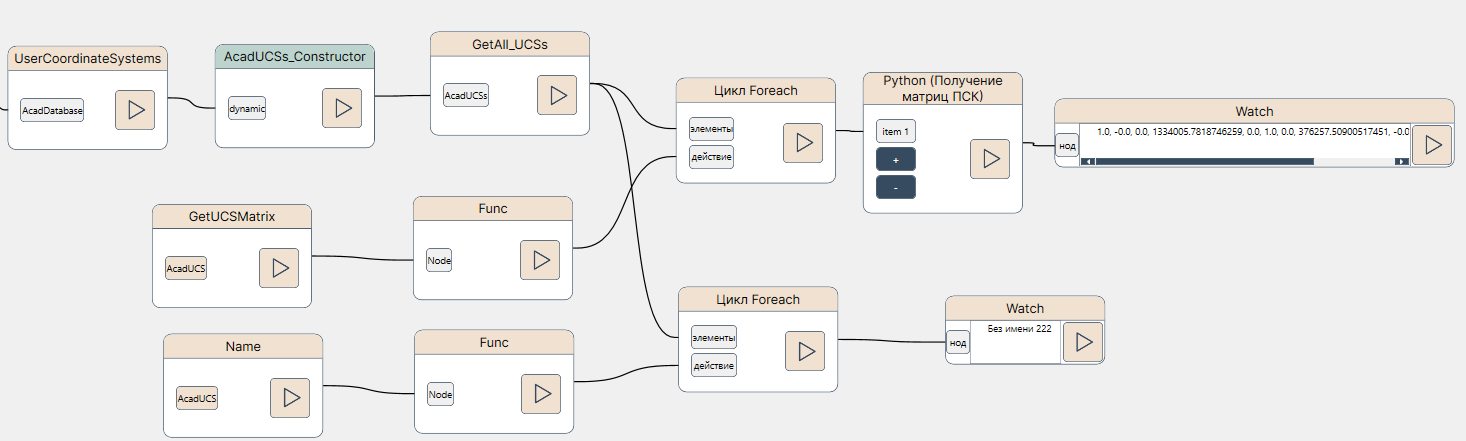 UserCoordinateSystems
AcadDatabase
AcadUCSs_Constructor
dynamic
GetAll_UCSs
AcadUCSs
Цикл Foreach
элементы
действие
Python (Получение
матриц ПСК)
item 1
+
-
Watch
нод
1.0, -0.0, 0.0, 1334005.7818746259, 0.0, 1.0, 0.0, 376257.50900517451, -0.0
GetUCSMatrix
AcadUCS
Func
Node
Цикл Foreach
элементы
действие
Watch
нод
Без имени 222
Name
AcadUCS
Func
Node